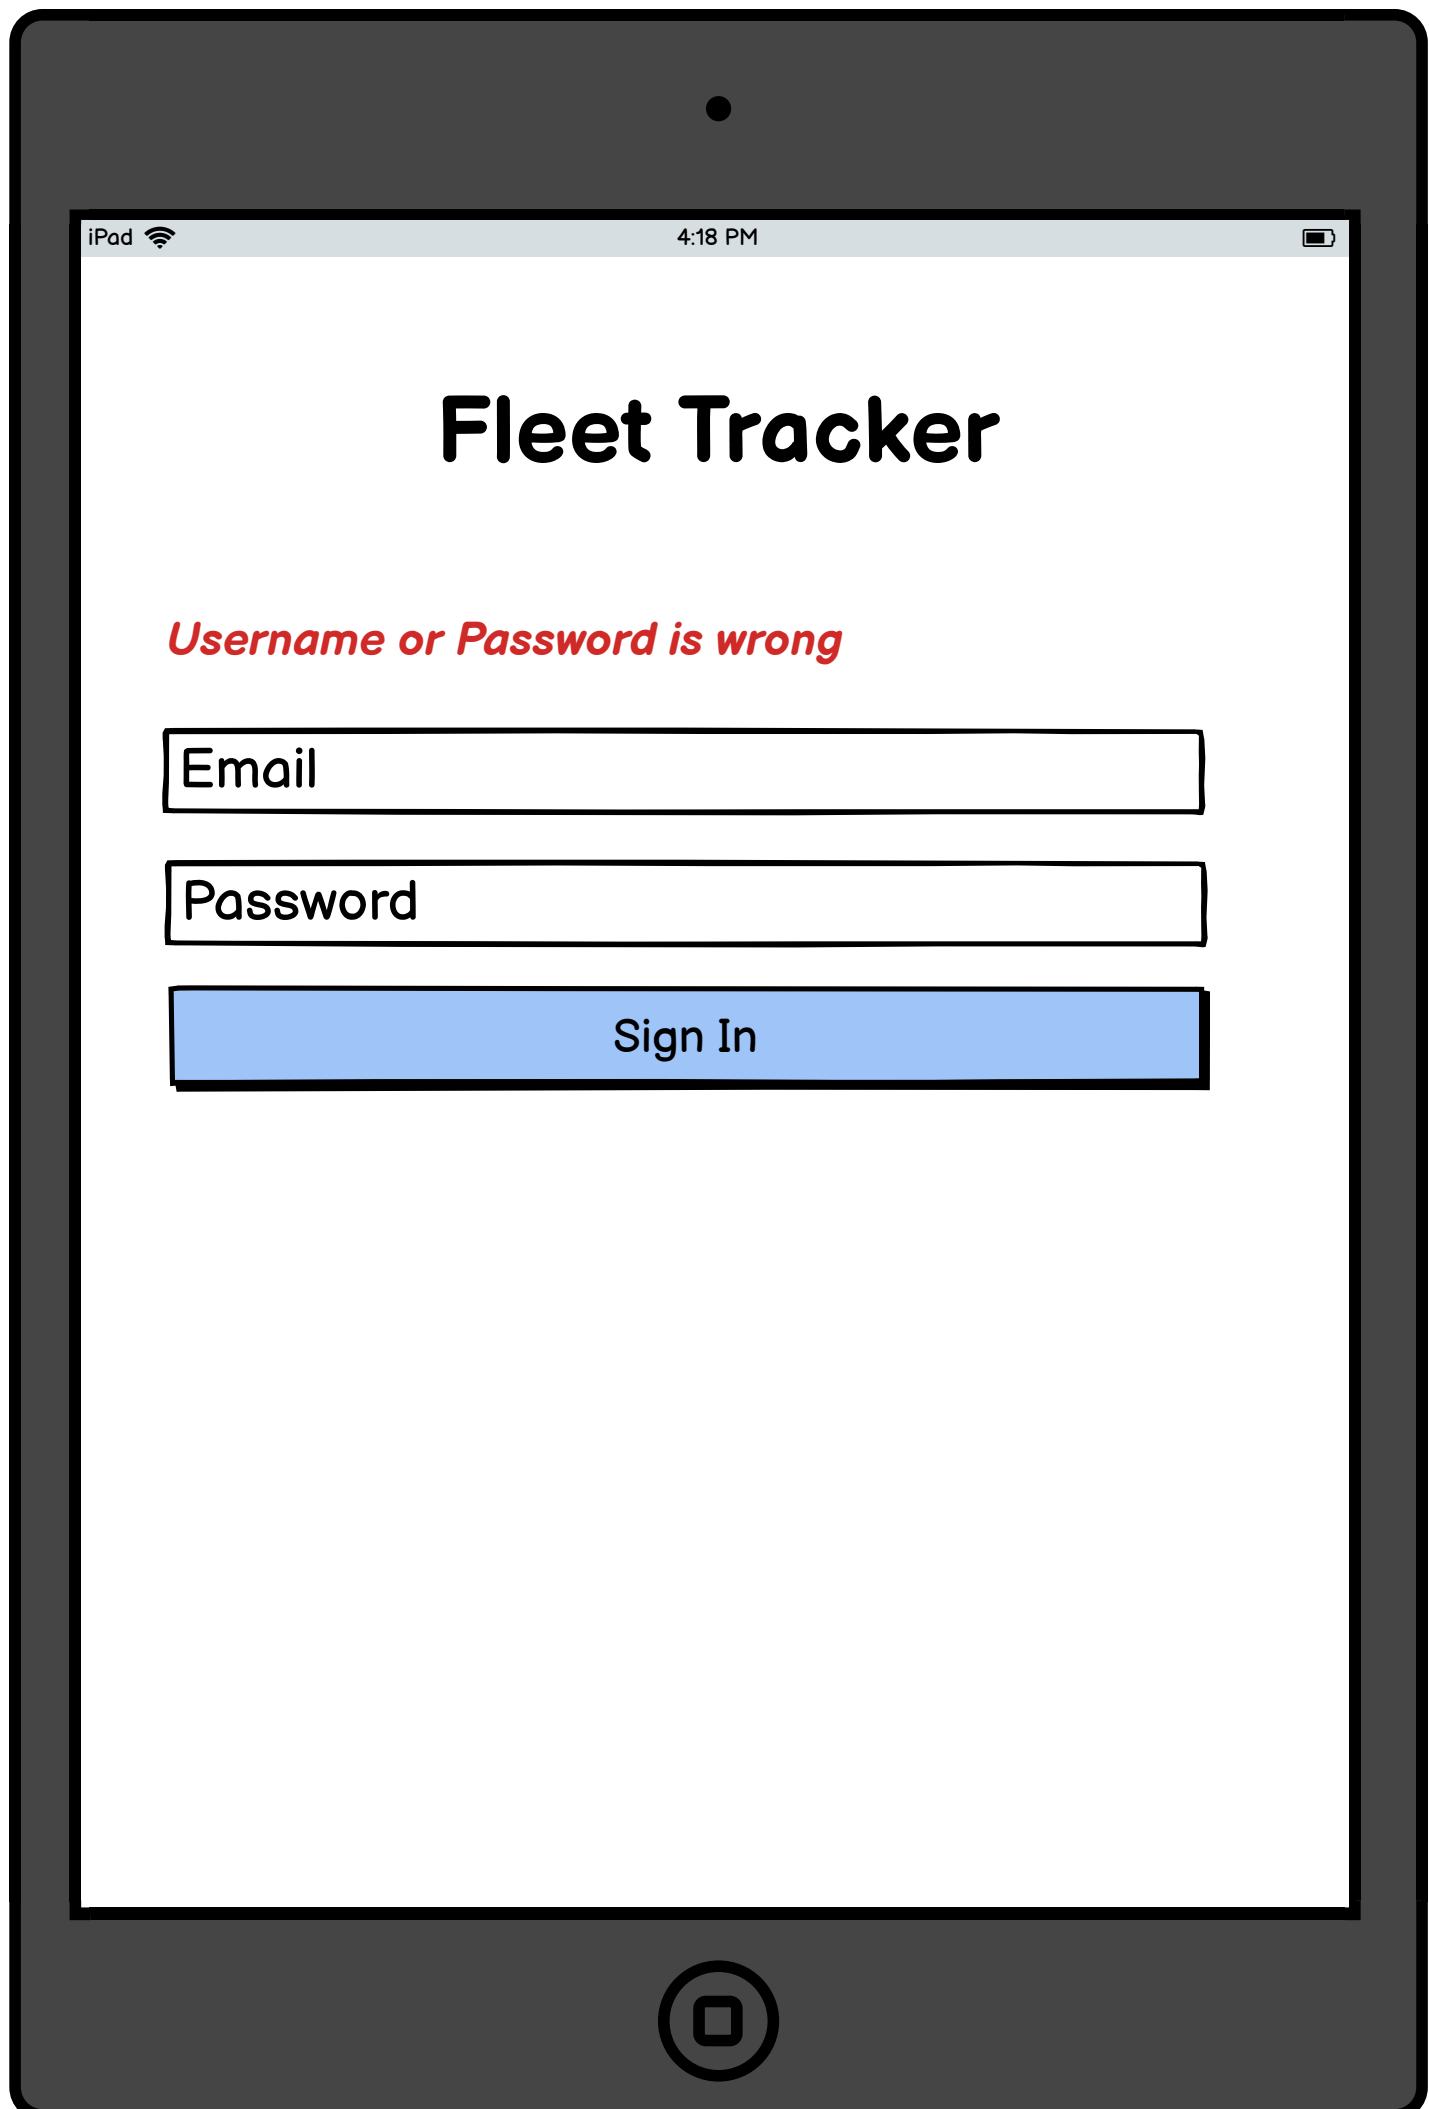 iPad 4:18 PM
Fleet Tracker
Username or Password is wrong
Email
Password
Sign In